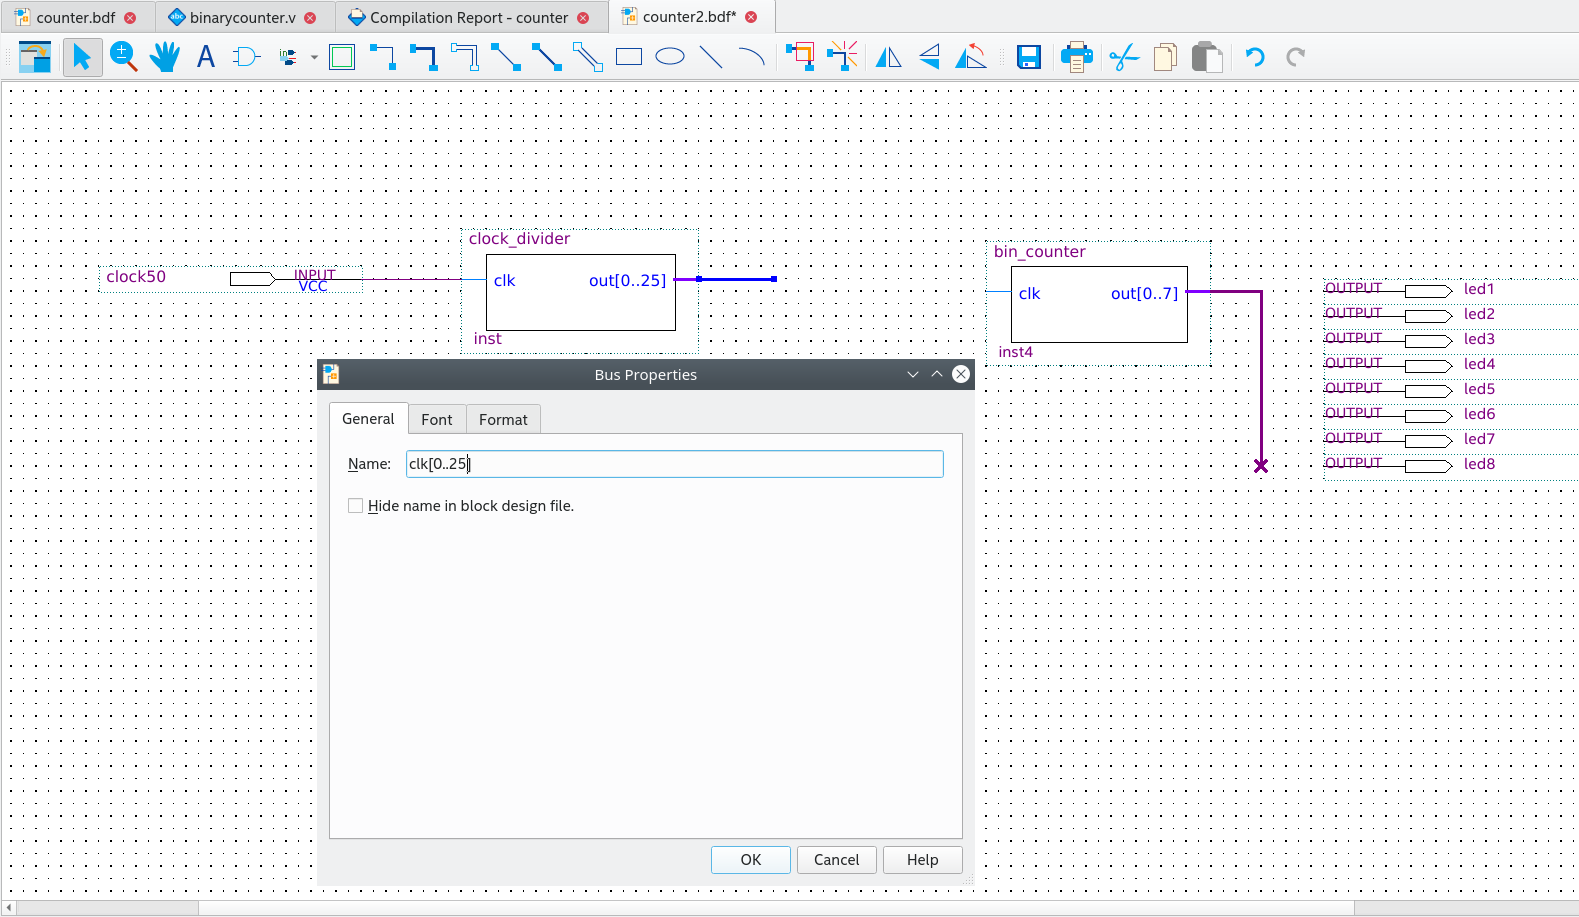 counter.bdf
binarycounter.v
Compilation Report - counter
counter2.bdf*
abc
A
in
clock50
INPUT
VCC
clock_divider
clk
out[0..25]
inst
bin_counter
clk
out[0..7]
inst4
OUTPUT led1
OUTPUT led2
OUTPUT led3
OUTPUT led4
OUTPUT led5
OUTPUT led6
OUTPUT led7
OUTPUT led8
Bus Properties
General
Font
Format
Name: clk[0..25]
Hide name in block design file.
OK
Cancel
Help